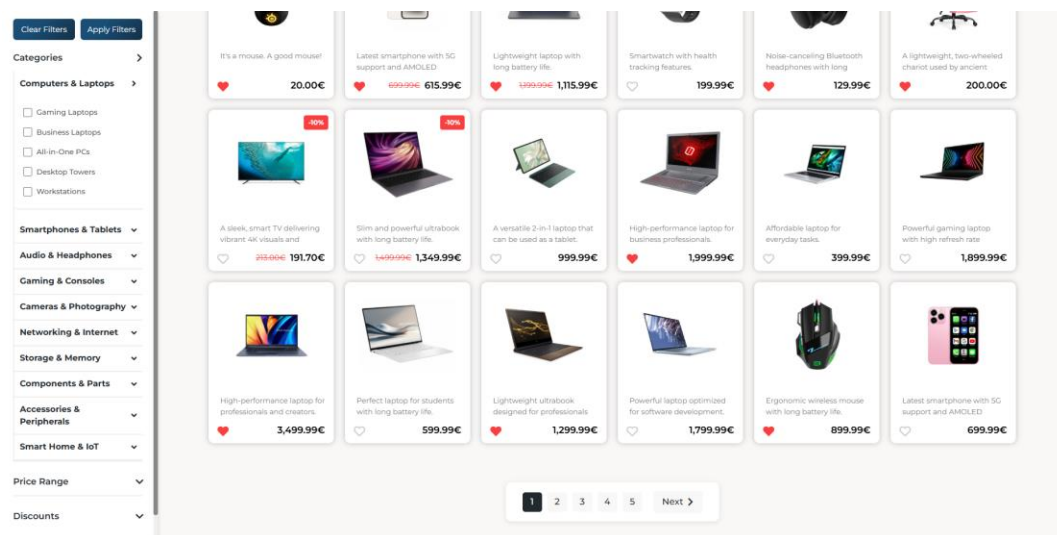 Clear Filters
Apply Filters
Categories
Computers & Laptops
Gaming Laptops
Business Laptops
All-in-One PCs
Desktop Towers
Workstations
Smartphones & Tablets
Audio & Headphones
Gaming & Consoles
Cameras & Photography
Networking & Internet
Storage & Memory
Components & Parts
Accessories &
Peripherals
Smart Home & IoT
Price Range
Discounts
It's a mouse. A good mouse!
20.00€
Latest smartphone with 5G
support and AMOLED
699.99€ 615.99€
Lightweight laptop with
long battery life.
1,199.99€ 1,115.99€
Smartwatch with health
tracking features.
199.99€
Noise-canceling Bluetooth
headphones with long
129.99€
A lightweight, two-wheeled
chariot used by ancient
200.00€
-10%
A sleek, smart TV delivering
vibrant 4K visuals and
213.00€ 191.70€
-10%
Slim and powerful ultrabook
with long battery life.
1,499.99€ 1,349.99€
A versatile 2-in-1 laptop that
can be used as a tablet.
999.99€
High-performance laptop for
business professionals.
1,999.99€
Affordable laptop for
everyday tasks.
399.99€
Powerful gaming laptop
with high refresh rate
1,899.99€
High-performance laptop for
professionals and creators.
3,499.99€
Perfect laptop for students
with long battery life.
599.99€
Lightweight ultrabook
designed for professionals
1,299.99€
Powerful laptop optimized
for software development.
1,799.99€
Ergonomic wireless mouse
with long battery life.
899.99€
Latest smartphone with 5G
support and AMOLED
699.99€
1 2 3 4 5 Next